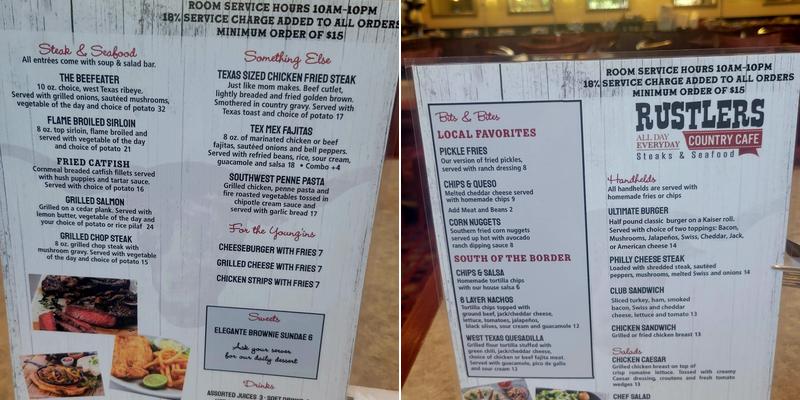 ROOM SERVICE HOURS 10AM-10PM
18% SERVICE CHARGE ADDED TO ALL ORDERS
MINIMUM ORDER OF $15
Steak & Seafood
All entrées come with soup & salad bar.
THE BEEFEATER
10 oz. choice, west Texas ribeye.
Served with grilled onions, sautéed mushrooms,
vegetable of the day and choice of potato 32
FLAME BROILED SIRLOIN
8 oz. top sirloin, flame broiled and
served with vegetable of the day
and choice of potato 21
FRIED CATFISH
Cornmeal breaded catfish fillets served
with hush puppies and tartar sauce.
Served with choice of potato 16
GRILLED SALMON
Grilled on a cedar plank. Served with
lemon butter, vegetable of the day and
your choice of potato or rice pilaf 24
GRILLED CHOP STEAK
8 oz. grilled chop steak with
mushroom gravy. Served with vegetable
of the day and choice of potato 15
Something Else
TEXAS SIZED CHICKEN FRIED STEAK
Just like mom makes. Beef cutlet,
lightly breaded and fried golden brown.
Smothered in country gravy. Served with
Texas toast and choice of potato 17
TEX MEX FAJITAS
8 oz. of marinated chicken or beef
fajitas, sautéed onions and bell peppers.
Served with refried beans, rice, sour cream,
guacamole and salsa 18 • Combo +4
SOUTHWEST PENNE PASTA
Grilled chicken, penne pasta and
fire roasted vegetables tossed in
chipotle cream sauce and
served with garlic bread 17
For the Young'ins
CHEESEBURGER WITH FRIES 7
GRILLED CHEESE WITH FRIES 7
CHICKEN STRIPS WITH FRIES 7
Sweets
ELEGANTE BROWNIE SUNDAE 6
Ask your server
for our daily dessert
Drinks
ASSORTED JUICES 3
ROOM SERVICE HOURS 10AM-10PM
18% SERVICE CHARGE ADDED TO ALL ORDERS
MINIMUM ORDER OF $15
RUSTLERS
ALL DAY
EVERYDAY
COUNTRY CAFE
Steaks & Seafood
Bits & Bites
LOCAL FAVORITES
PICKLE FRIES
Our version of fried pickles,
served with ranch dressing 8
CHIPS & QUESO
Melted cheddar cheese served
with homemade chips 9
Add Meat and Beans 2
CORN NUGGETS
Southern fried corn nuggets
served up hot with avocado
ranch dipping sauce 8
SOUTH OF THE BORDER
CHIPS & SALSA
Homemade tortilla chips
with our house salsa 6
8 LAYER NACHOS
Tortilla chips topped with
ground beef, jack/cheddar cheese,
lettuce, tomatoes, jalapeños,
black olives, sour cream and guacamole 12
WEST TEXAS QUESADILLA
Grilled flour tortilla stuffed with
green chili, jack/cheddar cheese,
choice of chicken or beef fajita meat.
Served with guacamole, pico de gallo
and sour cream 13
Handhelds
All handhelds are served with
homemade fries or chips
ULTIMATE BURGER
Half pound classic burger on a Kaiser roll.
Served with choice of two toppings: Bacon,
Mushrooms, Jalapeños, Swiss, Cheddar, Jack,
or American cheese 14
PHILLY CHEESE STEAK
Loaded with shredded steak, sautéed
peppers, mushrooms, melted Swiss and onions 14
CLUB SANDWICH
Sliced turkey, ham, smoked
bacon, Swiss and cheddar
cheese, lettuce and tomato 13
CHICKEN SANDWICH
Grilled or fried chicken breast 13
Salads
CHICKEN CAESAR
Grilled chicken breast on top of
crisp romaine lettuce. Tossed with creamy
Caesar dressing, croutons and fresh tomato
wedges 13
CHEF SALAD